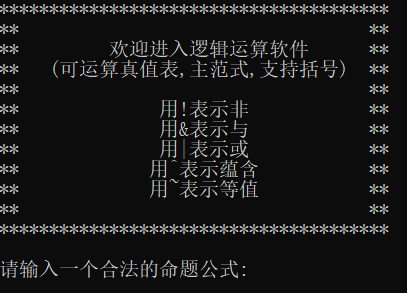 ***************************************
** **
** 欢迎进入逻辑运算软件 **
** (可运算真值表,主范式,支持括号) **
** **
** 用!表示非 **
** 用&表示与 **
** 用|表示或 **
** 用^表示蕴含 **
** 用~表示等值 **
** **
***************************************
请输入一个合法的命题公式: